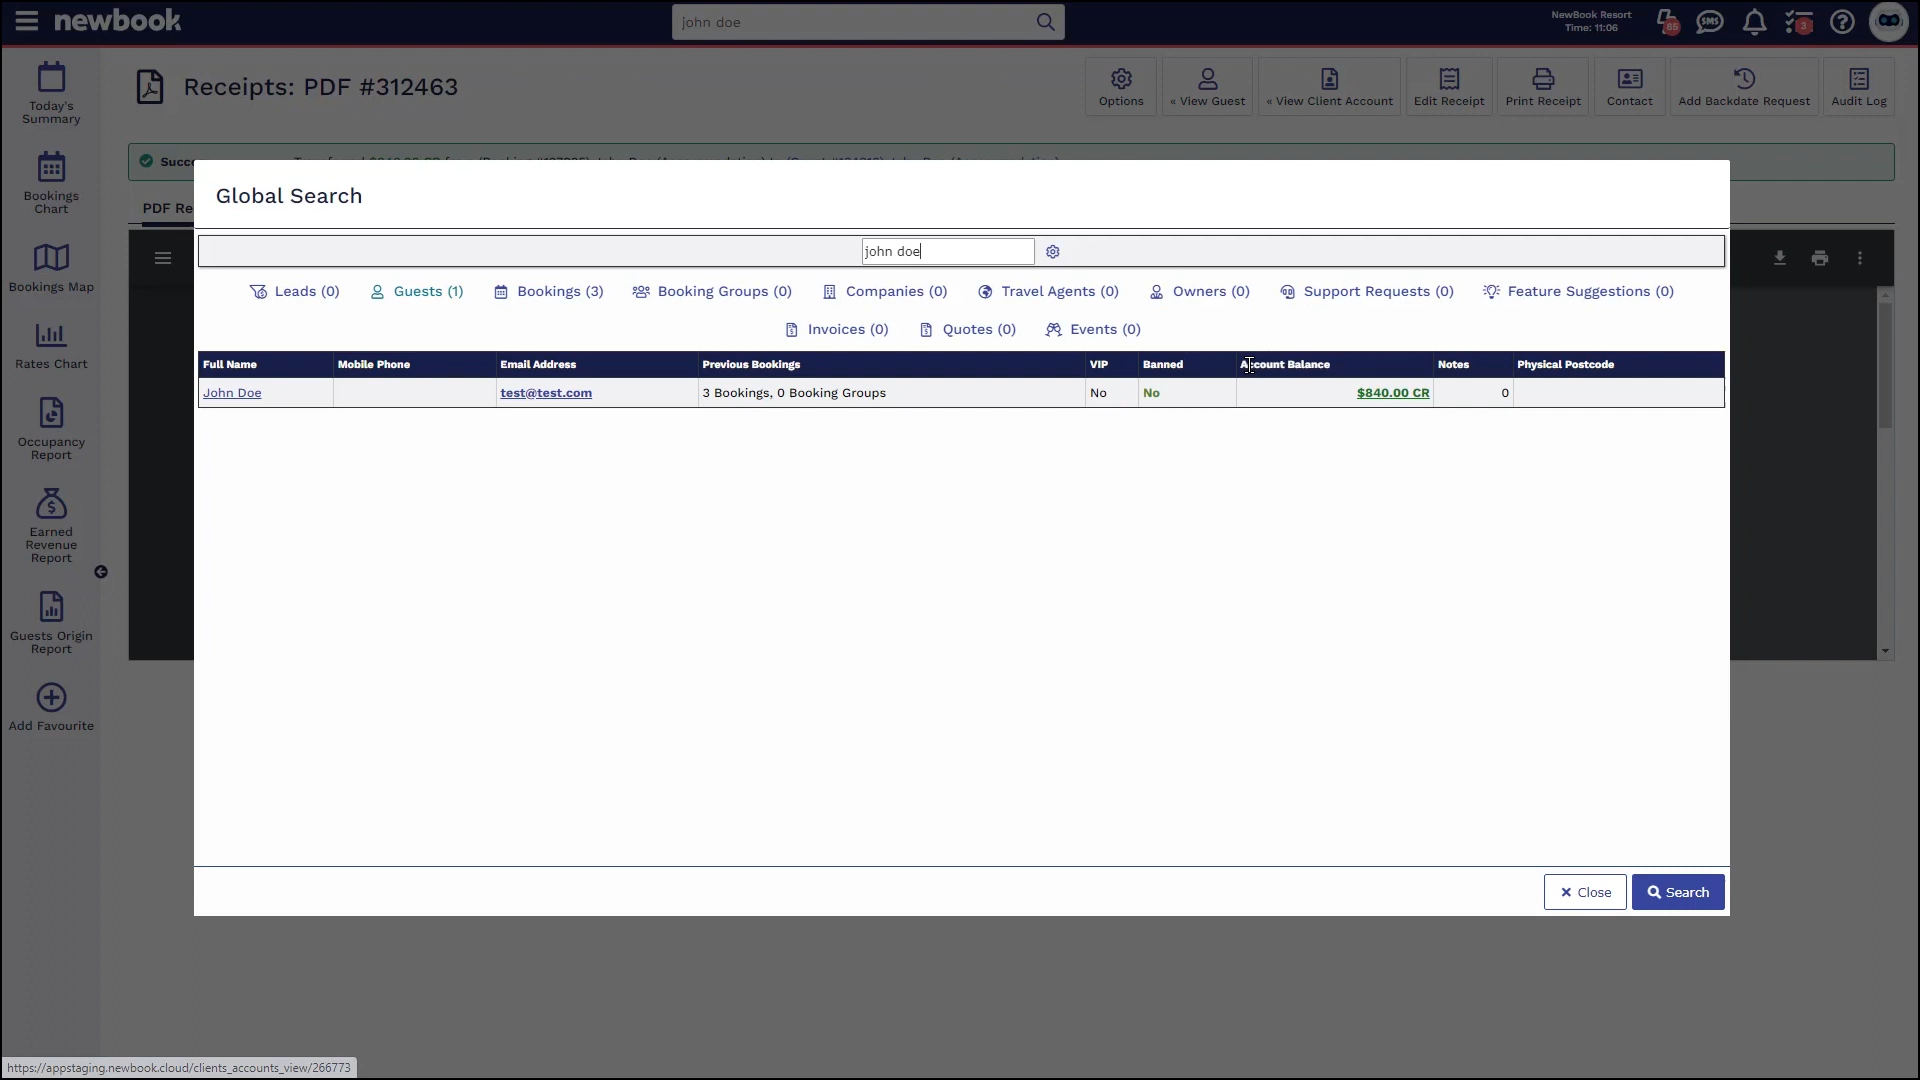 newbook
john doe
NewBook Resort
Time: 11:06
85
SMS
3
Today's
Summary
Bookings
Chart
Bookings Map
Rates Chart
Occupancy
Report
Earned
Revenue
Report
Guests Origin
Report
Add Favourite
Receipts: PDF #312463
Options
« View Guest
« View Client Account
Edit Receipt
Print Receipt
Contact
Add Backdate Request
Audit Log
Succ
PDF Re
Global Search
john doe
Leads (0)
Guests (1)
Bookings (3)
Booking Groups (0)
Companies (0)
Travel Agents (0)
Owners (0)
Support Requests (0)
Feature Suggestions (0)
Invoices (0)
Quotes (0)
Events (0)
Full Name Mobile Phone Email Address Previous Bookings VIP Banned Account Balance Notes Physical Postcode
John Doe test@test.com 3 Bookings, 0 Booking Groups No No $840.00 CR 0
Close
Search
https://appstaging.newbook.cloud/clients_accounts_view/266773